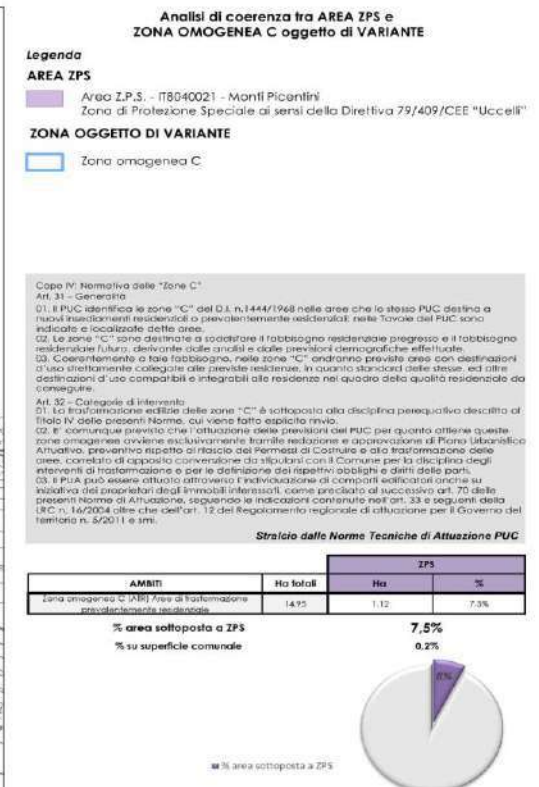 Analisi di coerenza tra AREA ZPS e
ZONA OMOGENEA C oggetto di VARIANTE
Legenda
AREA ZPS
Area Z.P.S. - IT8040021 - Monti Picentini
Zona di Protezione Speciale ai sensi della Direttiva 79/409/CEE "Uccelli"
ZONA OGGETTO DI VARIANTE
Zona omogenea C
Capo IV: Normativa delle "Zone C"
Art. 31 – Generalità
01. Il PUC identifica le zone "C" del D.I. n.1444/1968 nelle aree che lo stesso PUC destina a
nuovi insediamenti residenziali o prevalentemente residenziali; nelle Tavole del PUC sono
indicate e localizzate dette aree.
02. Le zone "C" sono destinate a soddisfare il fabbisogno residenziale pregresso e il fabbisogno
residenziale futuro, derivante dalle analisi e dalle previsioni demografiche effettuate.
03. Coerentemente a tale fabbisogno, nelle zone "C" andranno previste aree con destinazioni
d'uso strettamente collegate alle previste residenze, in quanto standard delle stesse, ed altre
destinazioni d'uso compatibili e integrabili alle residenze nel quadro della qualità residenziale da
conseguire.
Art. 32 – Categorie di intervento
01. La trasformazione edilizie delle zone "C" è sottoposta alla disciplina perequativa descritta al
Titolo IV delle presenti Norme, cui viene fatto esplicito rinvio.
02. E' comunque previsto che l'attuazione delle previsioni del PUC per quanto attiene queste
zone omogenee avviene esclusivamente tramite redazione e approvazione di Piano Urbanistico
Attuativo, preventivo rispetto al rilascio dei Permessi di Costruire e alla trasformazione delle
aree, correlato di apposita convenzione da stipularsi con il Comune per la disciplina degli
interventi di trasformazione e per la definizione dei rispettivi obblighi e diritti delle parti.
03. Il PUA può essere attuato attraverso l'individuazione di comparti edificatori anche su
iniziativa dei proprietari degli immobili interessati, come precisato al successivo art. 70 delle
presenti Norme di Attuazione, seguendo le indicazioni contenute nell'art. 33 e seguenti della
LRC n. 16/2004 oltre che dell'art. 12 del Regolamento regionale di attuazione per il Governo del
territorio n. 5/2011 e smi.
Stralcio dalle Norme Tecniche di Attuazione PUC
ZPS
AMBITI Ha totali Ha %
Zona omogenea C (ATR) Aree di trasformazione
prevalentemente residenziale 14,95 1,12 7,5%
% area sottoposta a ZPS 7,5%
% su superficie comunale 0,2%
8%
% area sottoposta a ZPS